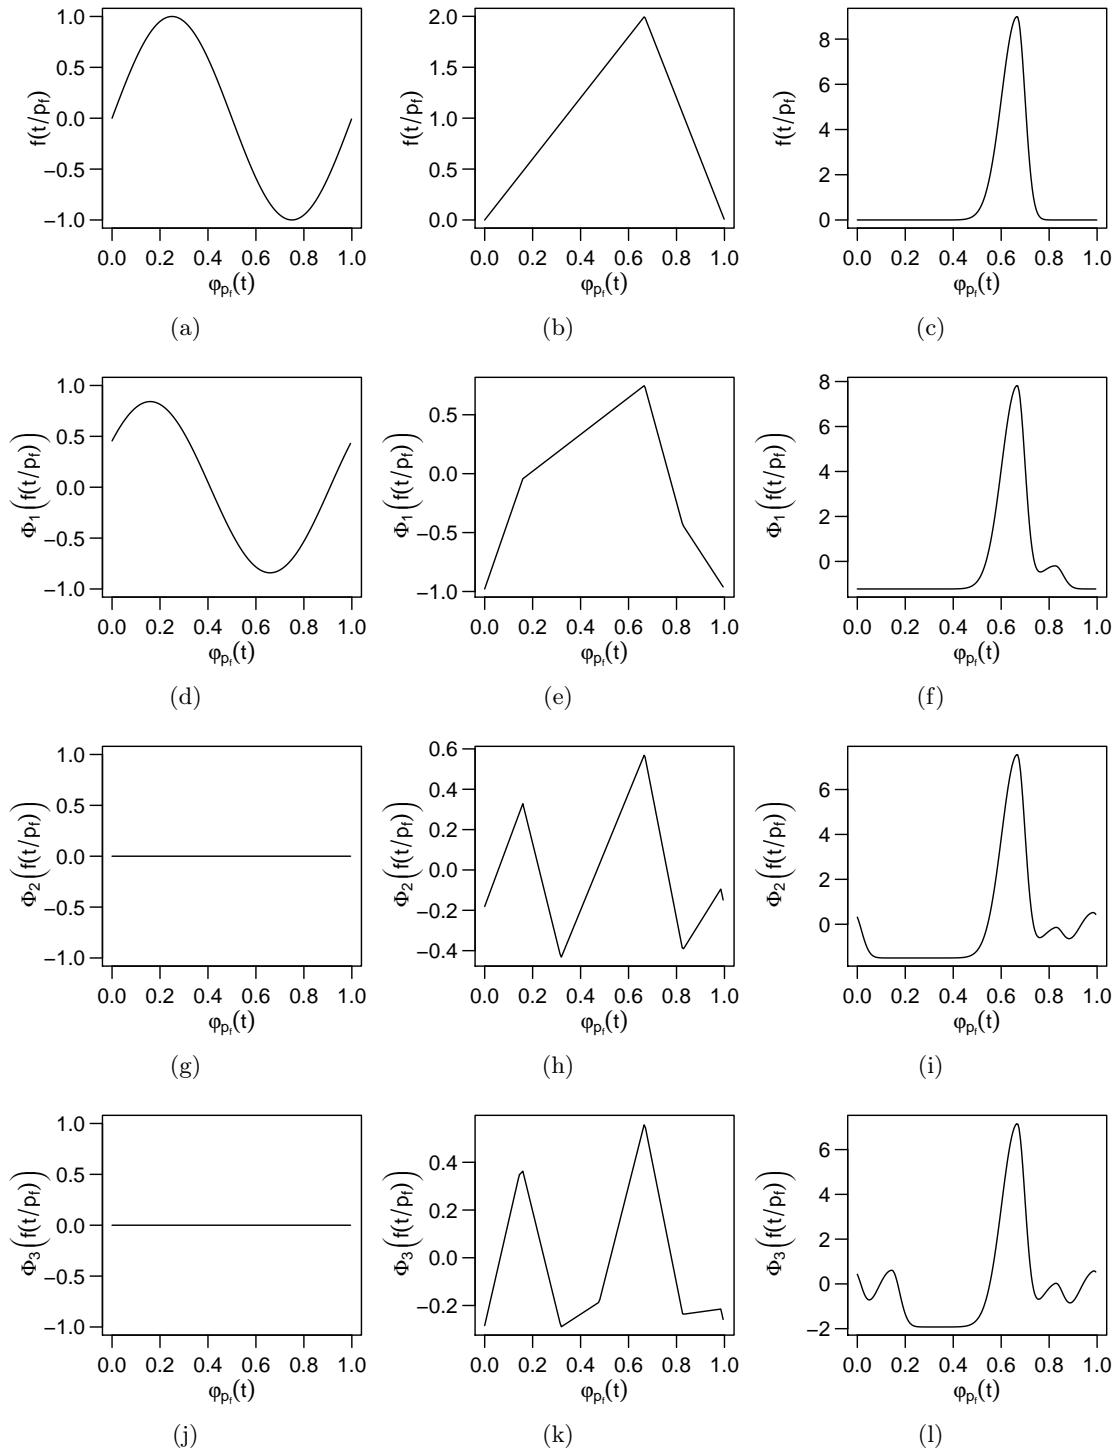 f(t/pf)
1.0
0.5
0.0
−0.5
−1.0
0.0 0.2 0.4 0.6 0.8 1.0
φpf(t)
(a)
f(t/pf)
2.0
1.5
1.0
0.5
0.0
0.0 0.2 0.4 0.6 0.8 1.0
φpf(t)
(b)
f(t/pf)
8
6
4
2
0
0.0 0.2 0.4 0.6 0.8 1.0
φpf(t)
(c)
Φ1(f(t/pf))
1.0
0.5
0.0
−0.5
−1.0
0.0 0.2 0.4 0.6 0.8 1.0
φpf(t)
(d)
Φ1(f(t/pf))
0.5
0.0
−0.5
−1.0
0.0 0.2 0.4 0.6 0.8 1.0
φpf(t)
(e)
Φ1(f(t/pf))
8
6
4
2
0
0.0 0.2 0.4 0.6 0.8 1.0
φpf(t)
(f)
Φ2(f(t/pf))
1.0
0.5
0.0
−0.5
−1.0
0.0 0.2 0.4 0.6 0.8 1.0
φpf(t)
(g)
Φ2(f(t/pf))
0.6
0.4
0.2
0.0
−0.2
−0.4
0.0 0.2 0.4 0.6 0.8 1.0
φpf(t)
(h)
Φ2(f(t/pf))
6
4
2
0
0.0 0.2 0.4 0.6 0.8 1.0
φpf(t)
(i)
Φ3(f(t/pf))
1.0
0.5
0.0
−0.5
−1.0
0.0 0.2 0.4 0.6 0.8 1.0
φpf(t)
(j)
Φ3(f(t/pf))
0.4
0.2
0.0
−0.2
0.0 0.2 0.4 0.6 0.8 1.0
φpf(t)
(k)
Φ3(f(t/pf))
6
4
2
0
−2
0.0 0.2 0.4 0.6 0.8 1.0
φpf(t)
(l)